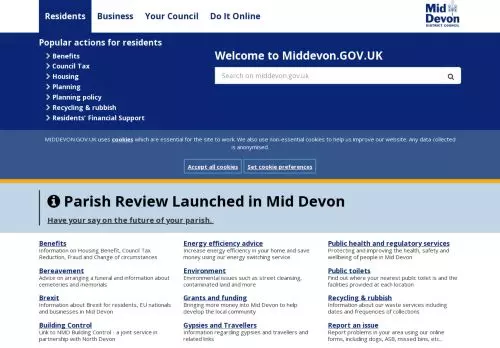 Residents Business Your Council Do It Online
Mid
Devon
DISTRICT COUNCIL
Popular actions for residents
Benefits
Council Tax
Housing
Planning
Planning policy
Recycling & rubbish
Residents' Financial Support
Welcome to Middevon.GOV.UK
Search on middevon.gov.uk
MIDDEVON.GOV.UK uses cookies which are essential for the site to work. We also use non-essential cookies to help us improve our website. Any data collected
is anonymised.
Accept all cookies Set cookie preferences
Parish Review Launched in Mid Devon
Have your say on the future of your parish.
Benefits
Information on Housing Benefit, Council Tax
Reduction, Fraud and Change of circumstances
Bereavement
Advice on arranging a funeral and information about
cemeteries and memorials
Brexit
Information about Brexit for residents, EU nationals
and businesses in Mid Devon
Building Control
Link to NMD Building Control - a joint service in
partnership with North Devon
Energy efficiency advice
Increase energy efficiency in your home and save
money using our energy switching service
Environment
Environmental issues such as street cleansing,
contaminated land and more
Grants and funding
Bringing more money into Mid Devon to help
develop the local community
Gypsies and Travellers
Information regarding gypsies and travellers and
related links
Public health and regulatory services
Protecting and improving the health, safety and
wellbeing of people in Mid Devon
Public toilets
Find out where your nearest public toilet is and the
facilities provided at each location
Recycling & rubbish
Information about our waste services including
dates and frequencies of collections
Report an issue
Report problems in your area using our online
forms, including dogs, ASB, missed bins, etc..